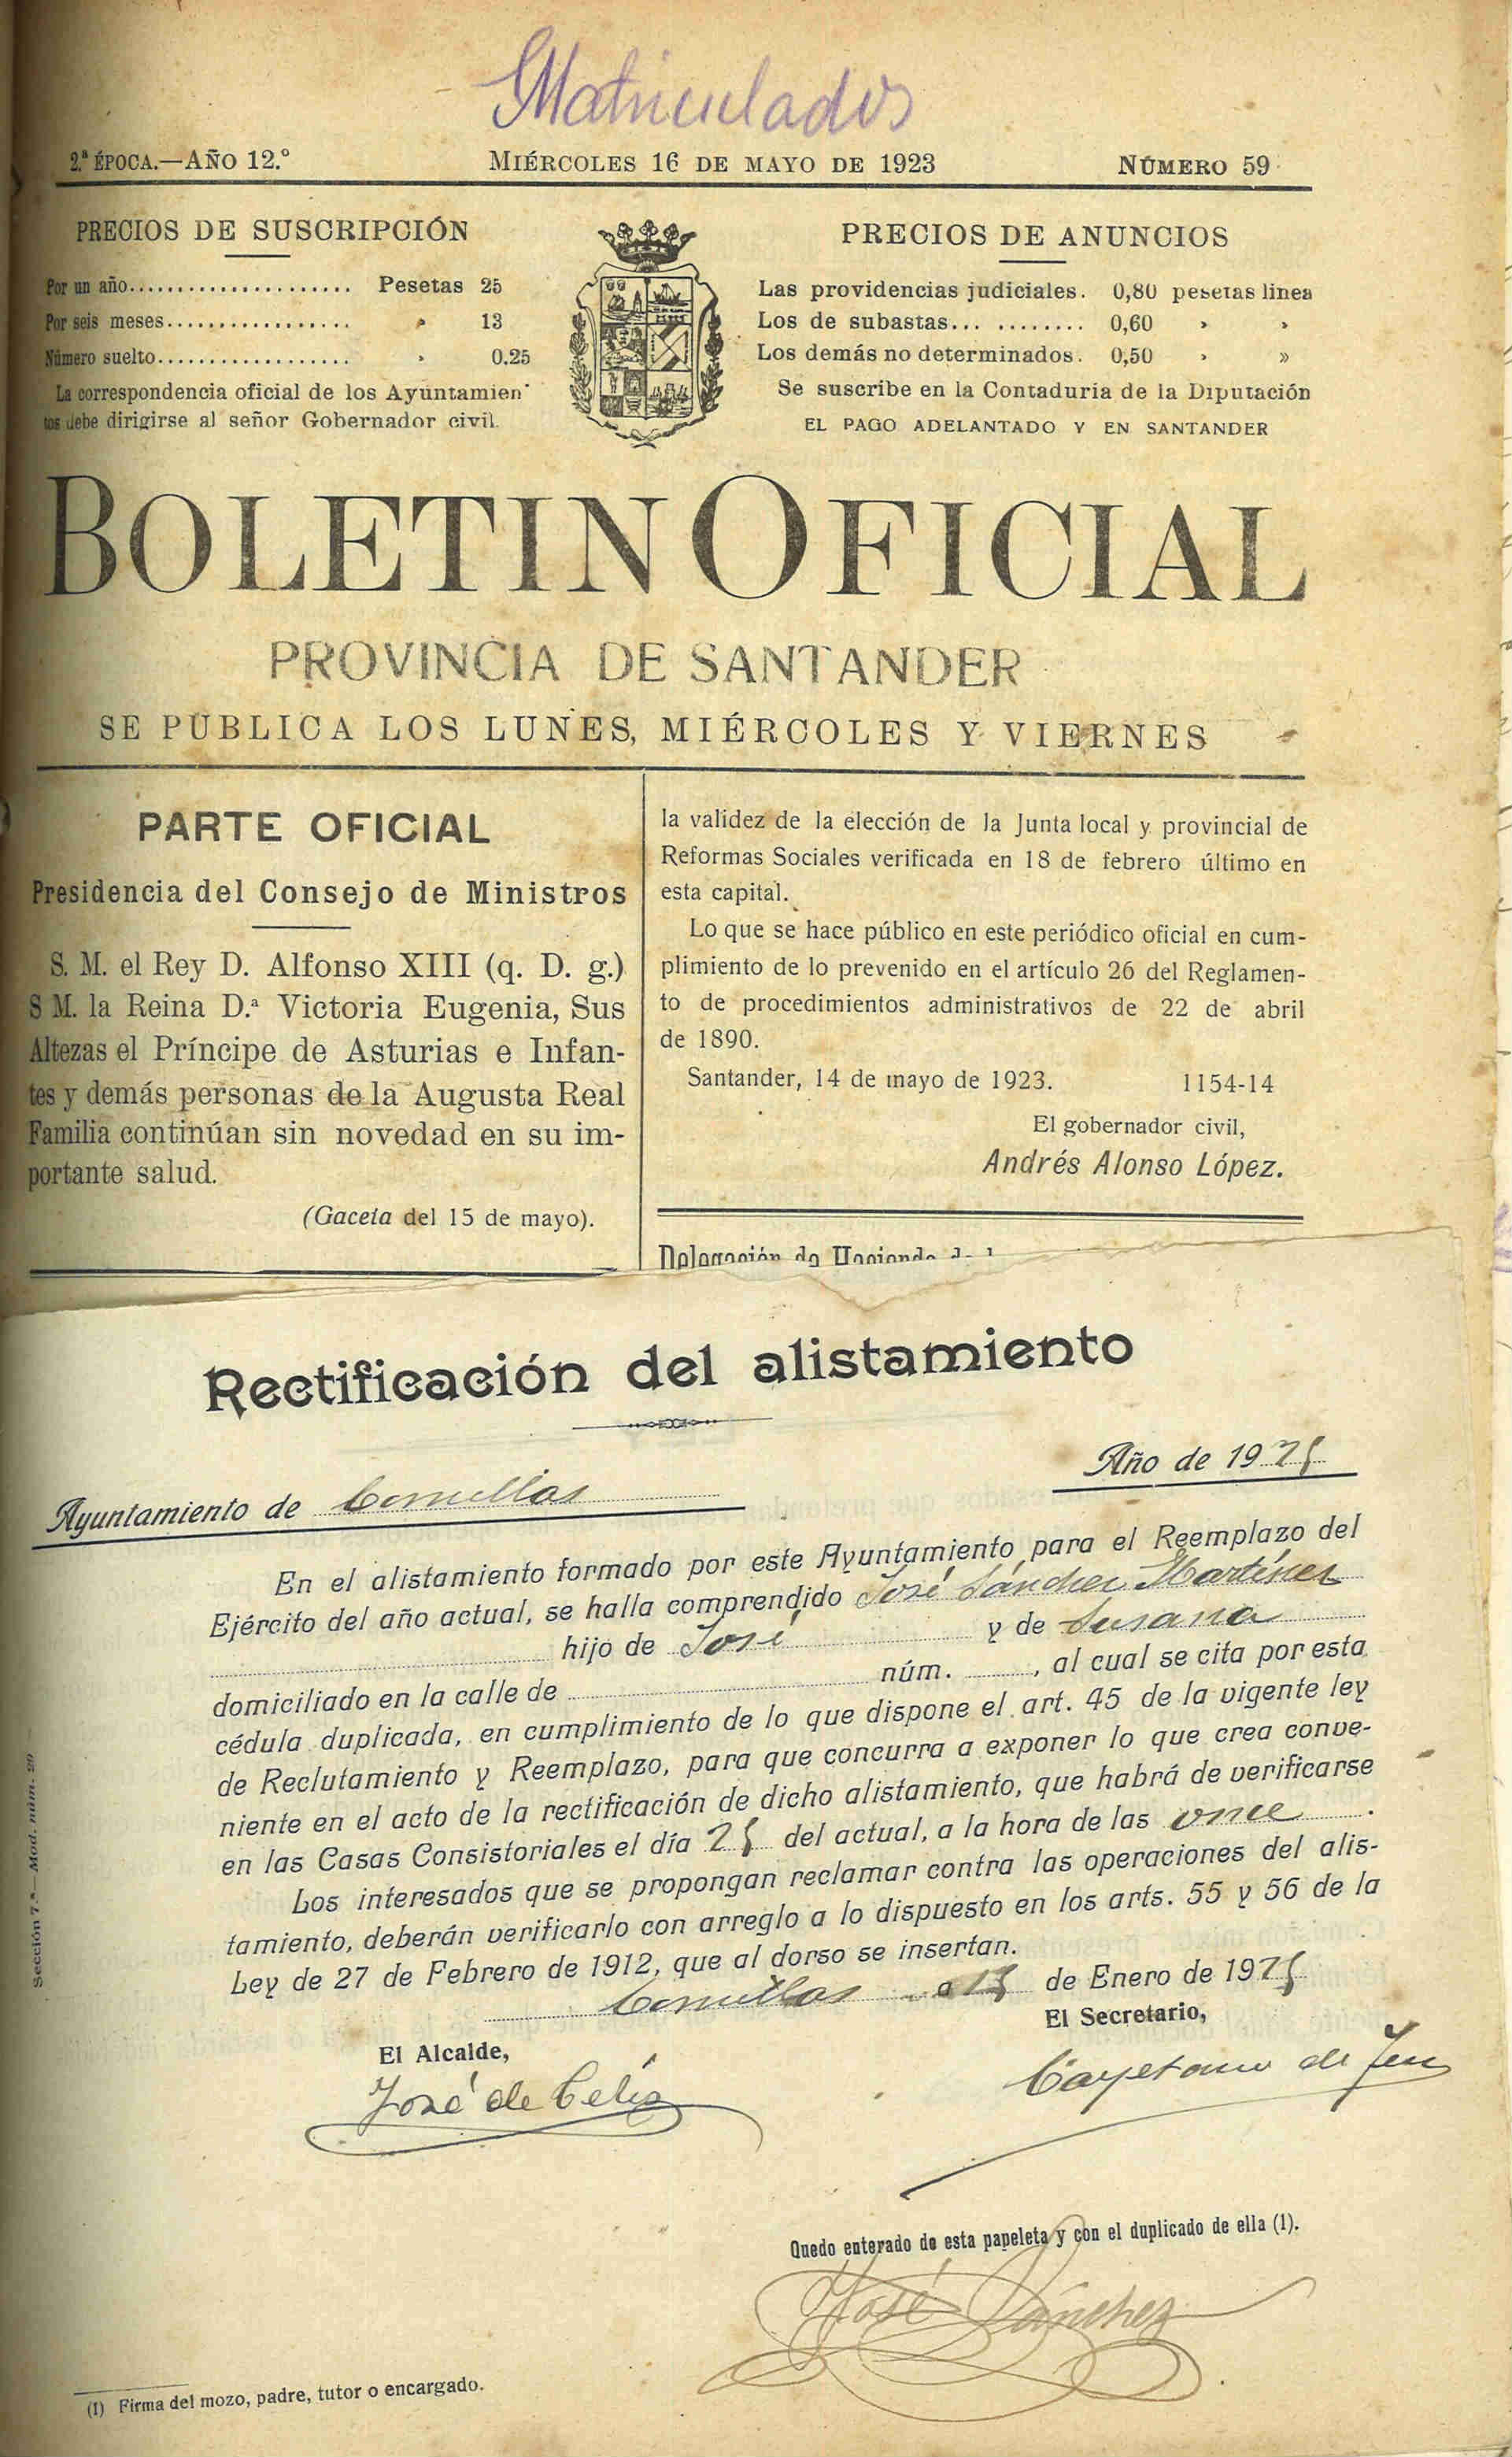 Matriculados
2.ª ÉPOCA.—AÑO 12.º MIÉRCOLES 16 DE MAYO DE 1923 NÚMERO 59
PRECIOS DE SUSCRIPCIÓN
Por un año..................... Pesetas 25
Por seis meses................. » 13
Número suelto.................. » 0.25
La correspondencia oficial de los Ayuntamien-
tos debe dirigirse al señor Gobernador civil.
PRECIOS DE ANUNCIOS
Las providencias judiciales. 0,80 pesetas linea
Los de subastas... ......... 0,60 » »
Los demás no determinados. 0,50 » »
Se suscribe en la Contaduría de la Diputación
EL PAGO ADELANTADO Y EN SANTANDER
BOLETIN OFICIAL
PROVINCIA DE SANTANDER
SE PUBLICA LOS LUNES, MIÉRCOLES Y VIERNES
PARTE OFICIAL
Presidencia del Consejo de Ministros
S. M. el Rey D. Alfonso XIII (q. D. g.)
S M. la Reina D.ª Victoria Eugenia, Sus
Altezas el Príncipe de Asturias e Infan-
tes y demás personas de la Augusta Real
Familia continúan sin novedad en su im-
portante salud.
(Gaceta del 15 de mayo).
la validez de la elección de la Junta local y provincial de
Reformas Sociales verificada en 18 de febrero último en
esta capital.
Lo que se hace público en este periódico oficial en cum-
plimiento de lo prevenido en el artículo 26 del Reglamen-
to de procedimientos administrativos de 22 de abril
de 1890.
Santander, 14 de mayo de 1923. 1154-14
El gobernador civil,
Andrés Alonso López.
Delegación de Hacienda de l
Rectificación del alistamiento
Año de 1925
Ayuntamiento de Comillas
En el alistamiento formado por este Ayuntamiento para el Reemplazo del
Ejército del año actual, se halla comprendido José Sánchez Martínez
hijo de José y de Susana
domiciliado en la calle de núm. , al cual se cita por esta
cédula duplicada, en cumplimiento de lo que dispone el art. 45 de la vigente ley
de Reclutamiento y Reemplazo, para que concurra a exponer lo que crea conve-
niente en el acto de la rectificación de dicho alistamiento, que habrá de verificarse
en las Casas Consistoriales el día 25 del actual, a la hora de las once .
Los interesados que se propongan reclamar contra las operaciones del alis-
tamiento, deberán verificarlo con arreglo a lo dispuesto en los arts. 55 y 56 de la
Ley de 27 de Febrero de 1912, que al dorso se insertan.
Comillas a 15 de Enero de 1925
El Alcalde, El Secretario,
José de Celis Cayetano de
Quedo enterado de esta papeleta y con el duplicado de ella (1).
José Sánchez
(1) Firma del mozo, padre, tutor o encargado.
Sección 7.ª—Mod. núm. 20